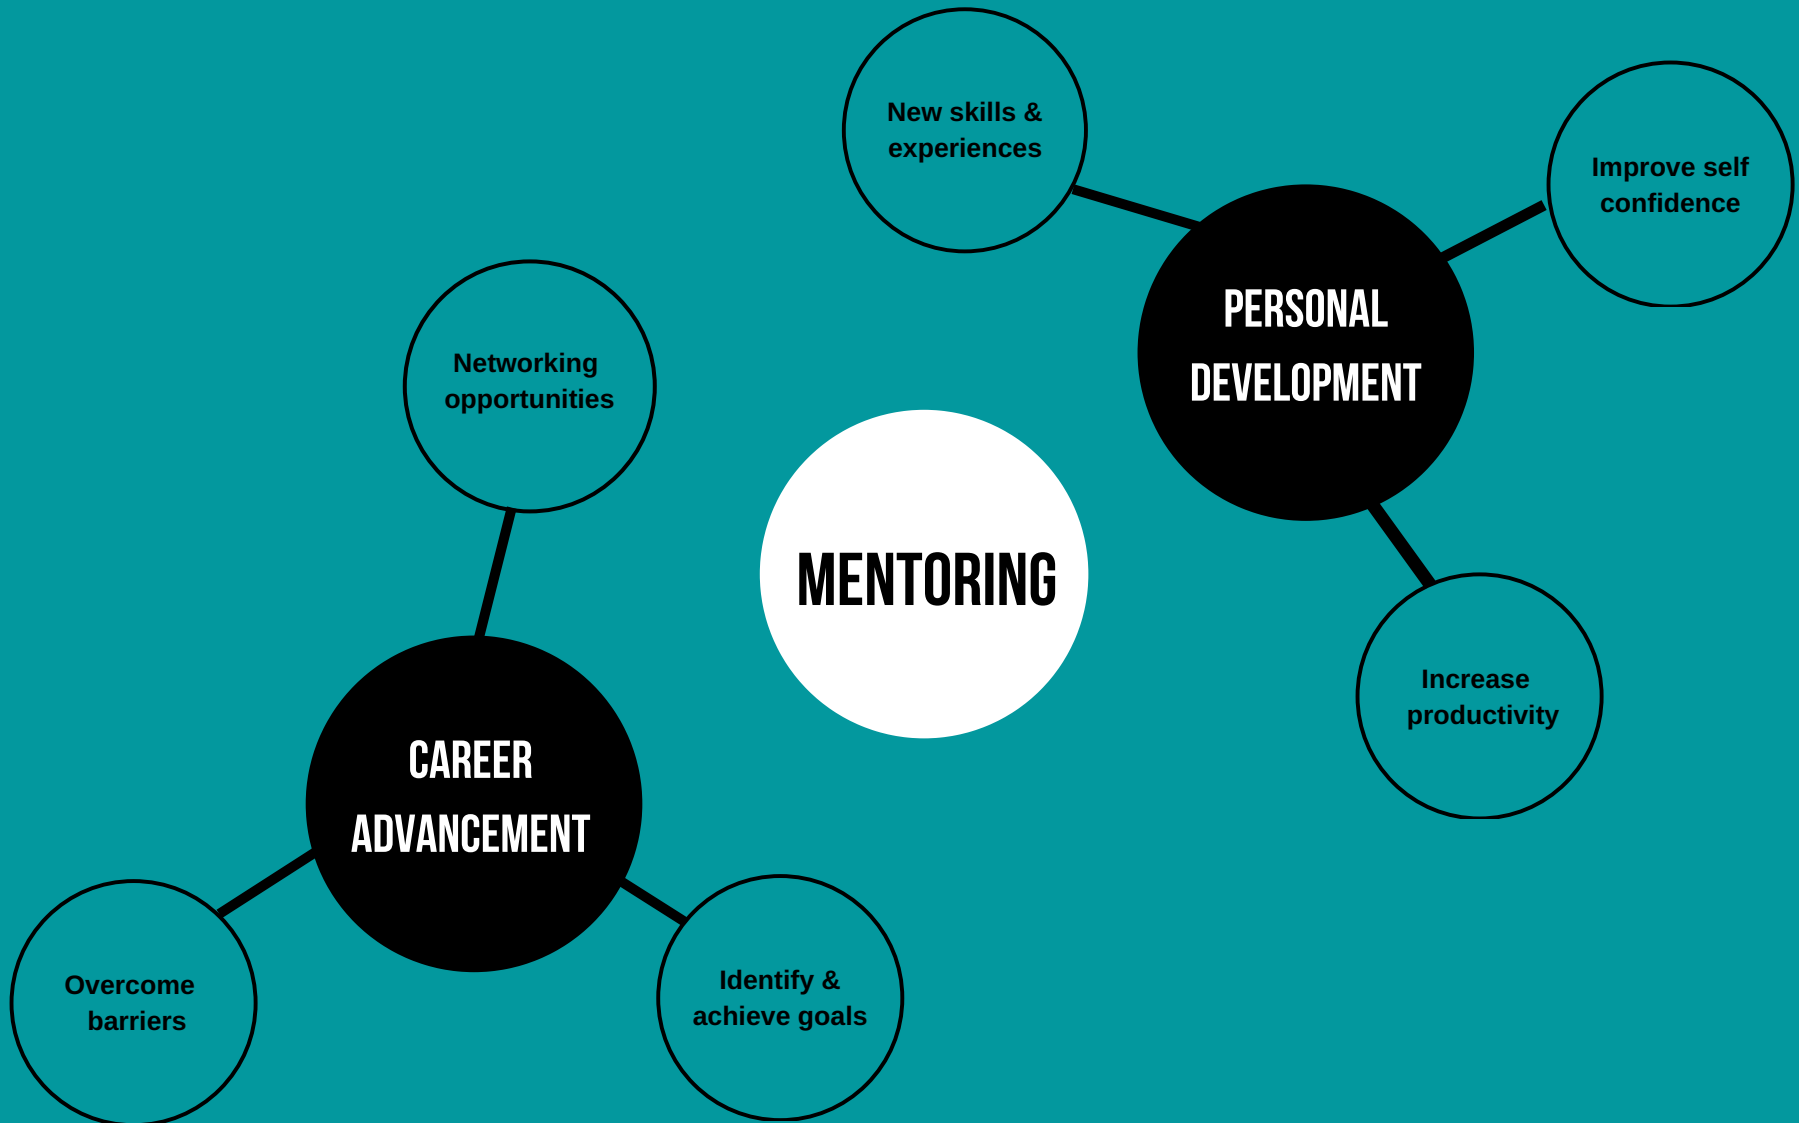 New skills &
experiences
Improve self
confidence
PERSONAL
DEVELOPMENT
Networking
opportunities
MENTORING
Increase
productivity
CAREER
ADVANCEMENT
Overcome
barriers
Identify &
achieve goals